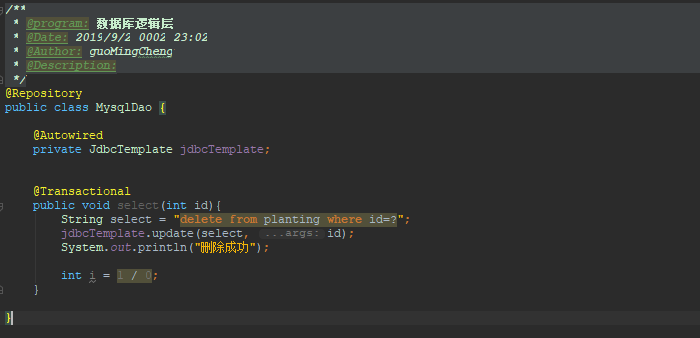 /**
 * @program: 数据库逻辑层
 * @Date: 2019/9/2 0002 23:02
 * @Author: guoMingCheng
 * @Description:
 */
@Repository
public class MysqlDao {
    @Autowired
    private JdbcTemplate jdbcTemplate;
    @Transactional
    public void select(int id){
        String select = "delete from planting where id=?";
        jdbcTemplate.update(select, ...args: id);
        System.out.println("删除成功");
        int i = 1 / 0;
    }
}